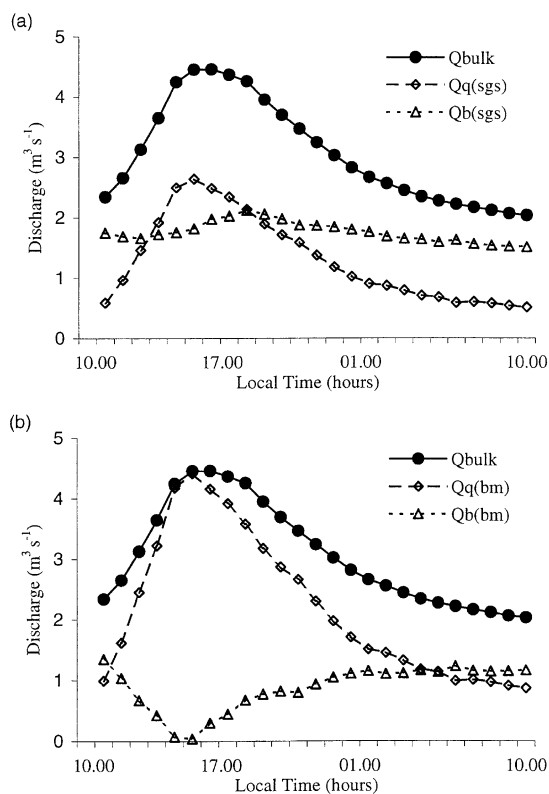 (a)
5
4
3
2
1
0
Discharge (m³ s⁻¹)
Qbulk
Qq(sgs)
Qb(sgs)
10.00 17.00 01.00 10.00
Local Time (hours)
(b)
5
4
3
2
1
0
Discharge (m³ s⁻¹)
Qbulk
Qq(bm)
Qb(bm)
10.00 17.00 01.00 10.00
Local Time (hours)